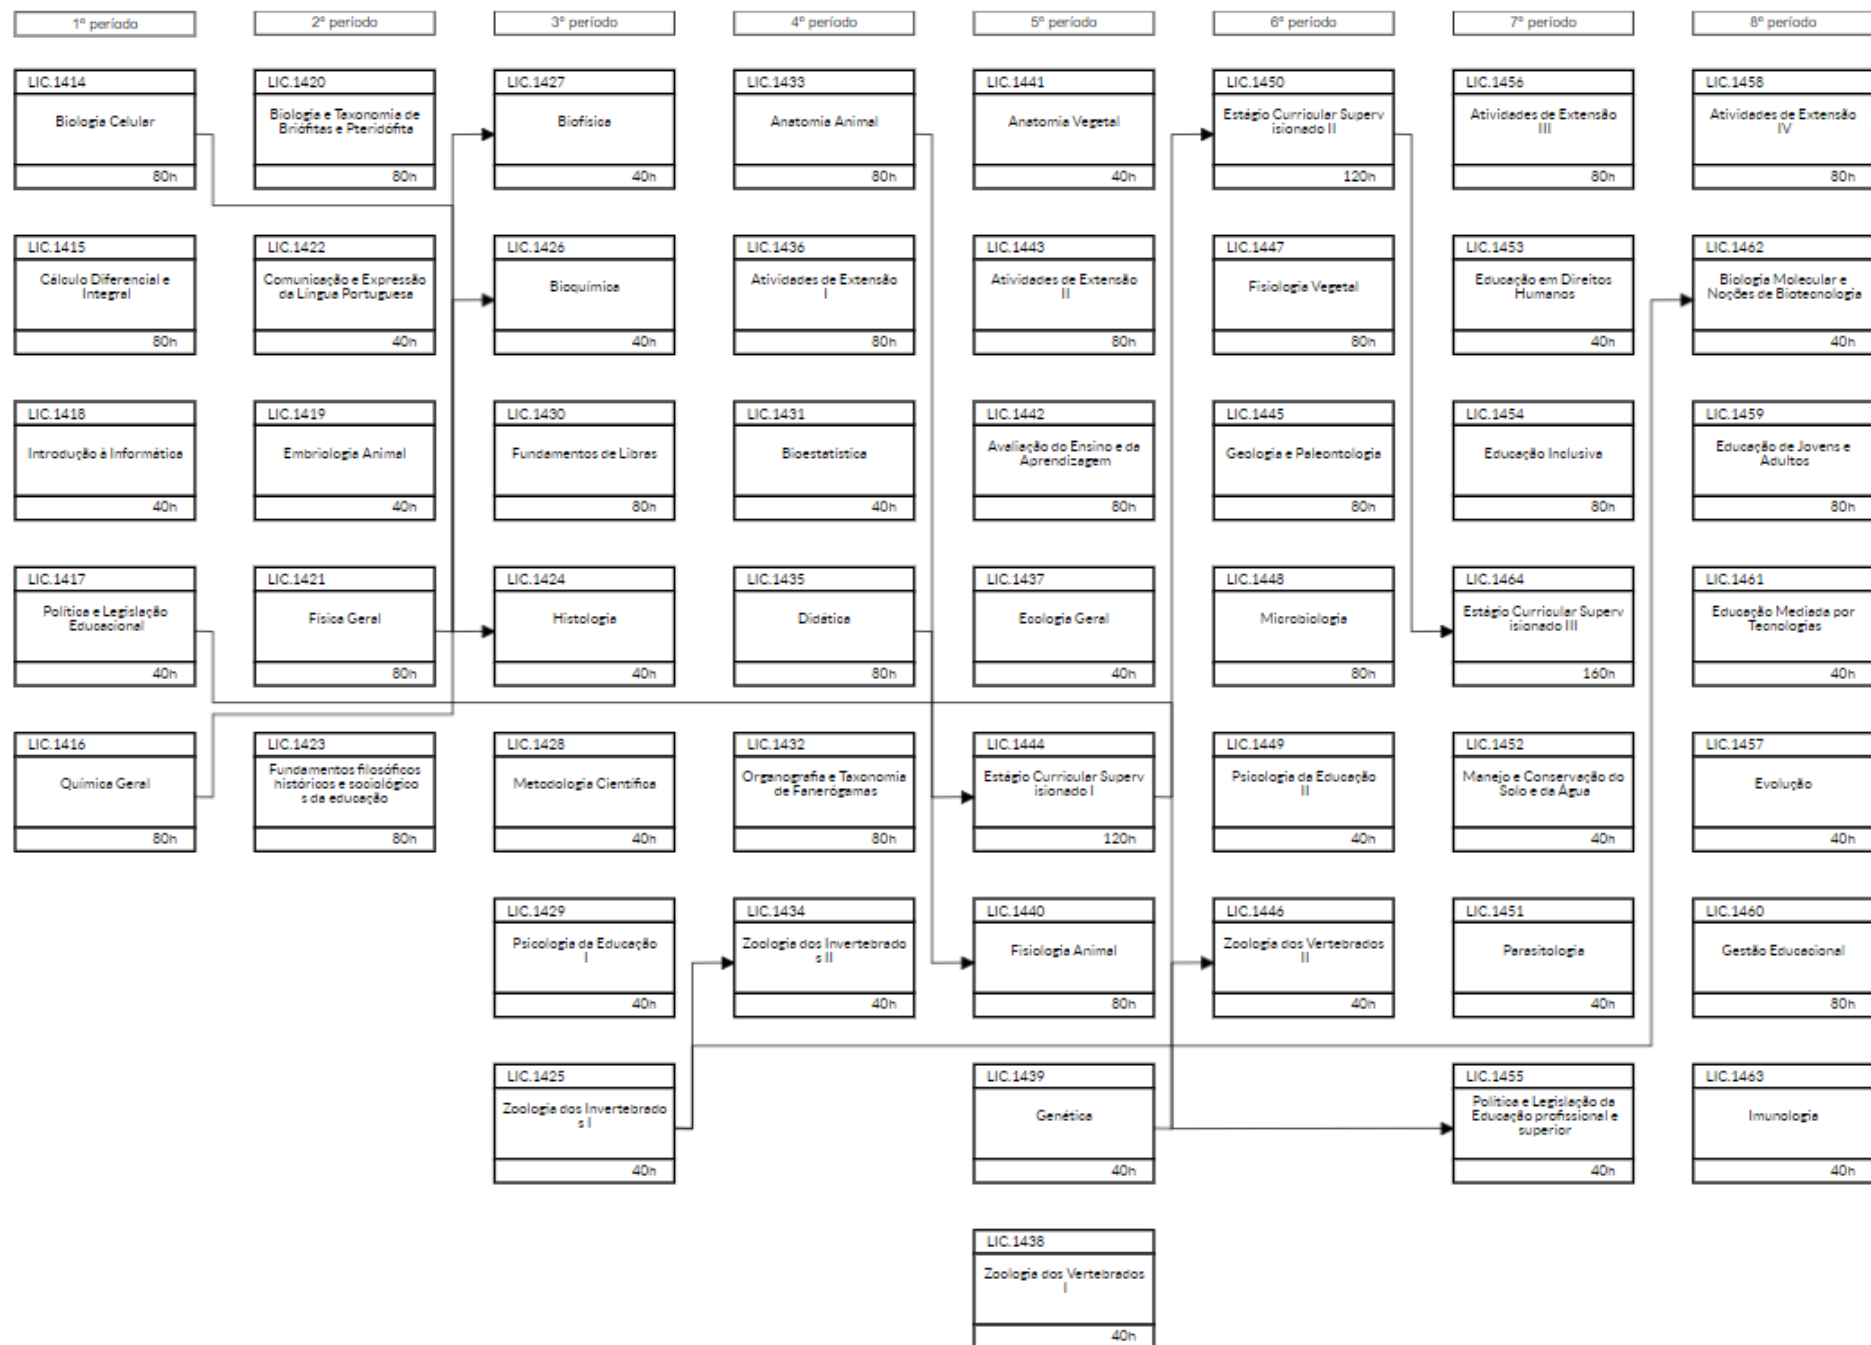 1º período
2º período
3º período
4º período
5º período
6º período
7º período
8º período
LIC.1414
Biologia Celular
80h
LIC.1420
Biologia e Taxonomia de
Briófitas e Pteridófita
80h
LIC.1427
Biofísica
40h
LIC.1433
Anatomia Animal
80h
LIC.1441
Anatomia Vegetal
40h
LIC.1450
Estágio Curricular Superv
isionado II
120h
LIC.1456
Atividades de Extensão
III
80h
LIC.1458
Atividades de Extensão
IV
80h
LIC.1415
Cálculo Diferencial e
Integral
80h
LIC.1422
Comunicação e Expressão
da Língua Portuguesa
40h
LIC.1426
Bioquímica
40h
LIC.1436
Atividades de Extensão
I
80h
LIC.1443
Atividades de Extensão
II
80h
LIC.1447
Fisiologia Vegetal
80h
LIC.1453
Educação em Direitos
Humanos
40h
LIC.1462
Biologia Molecular e
Noções de Biotecnologia
40h
LIC.1418
Introdução à Informática
40h
LIC.1419
Embriologia Animal
40h
LIC.1430
Fundamentos de Libras
80h
LIC.1431
Bioestatística
40h
LIC.1442
Avaliação do Ensino e da
Aprendizagem
80h
LIC.1445
Geologia e Paleontologia
80h
LIC.1454
Educação Inclusiva
80h
LIC.1459
Educação de Jovens e
Adultos
80h
LIC.1417
Política e Legislação
Educacional
40h
LIC.1421
Física Geral
80h
LIC.1424
Histologia
40h
LIC.1435
Didática
80h
LIC.1437
Ecologia Geral
40h
LIC.1448
Microbiologia
80h
LIC.1464
Estágio Curricular Superv
isionado III
160h
LIC.1461
Educação Mediada por
Tecnologias
40h
LIC.1416
Química Geral
80h
LIC.1423
Fundamentos filosóficos
históricos e sociológico
s da educação
80h
LIC.1428
Metodologia Científica
40h
LIC.1432
Organografia e Taxonomia
de Fanerógamas
80h
LIC.1444
Estágio Curricular Superv
isionado I
120h
LIC.1449
Psicologia da Educação
II
40h
LIC.1452
Manejo e Conservação do
Solo e da Água
40h
LIC.1457
Evolução
40h
LIC.1429
Psicologia da Educação
I
40h
LIC.1434
Zoologia dos Invertebrado
s II
40h
LIC.1440
Fisiologia Animal
80h
LIC.1446
Zoologia dos Vertebrados
II
40h
LIC.1451
Parasitologia
40h
LIC.1460
Gestão Educacional
80h
LIC.1425
Zoologia dos Invertebrado
s I
40h
LIC.1439
Genética
40h
LIC.1455
Política e Legislação da
Educação profissional e
superior
40h
LIC.1463
Imunologia
40h
LIC.1438
Zoologia dos Vertebrados
I
40h